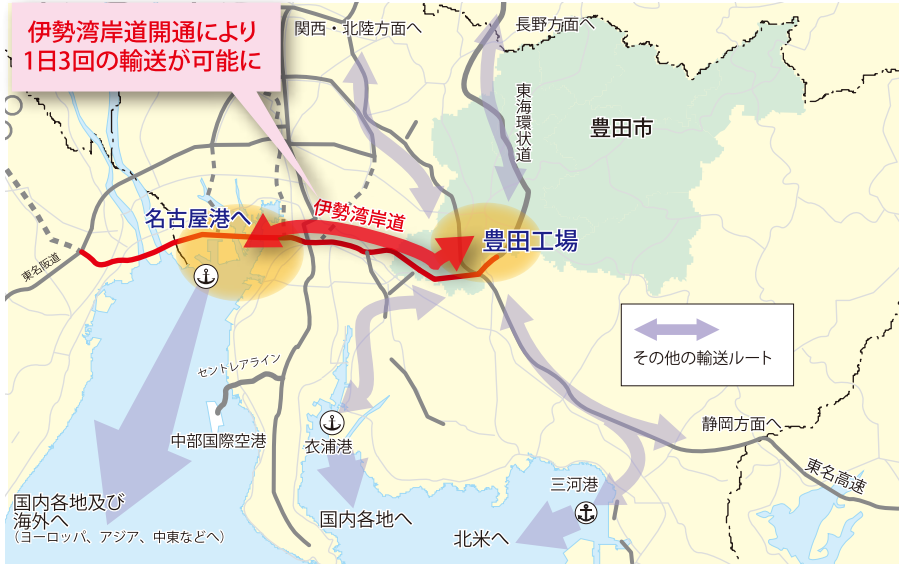 伊勢湾岸道開通により
1日3回の輸送が可能に
関西・北陸方面へ
長野方面へ
東海環状道
豊田市
伊勢湾岸道
名古屋港へ
豊田工場
東名阪道
その他の輸送ルート
セントレアライン
中部国際空港
衣浦港
静岡方面へ
東名高速
三河港
国内各地及び
海外へ
（ヨーロッパ、アジア、中東などへ）
国内各地へ
北米へ